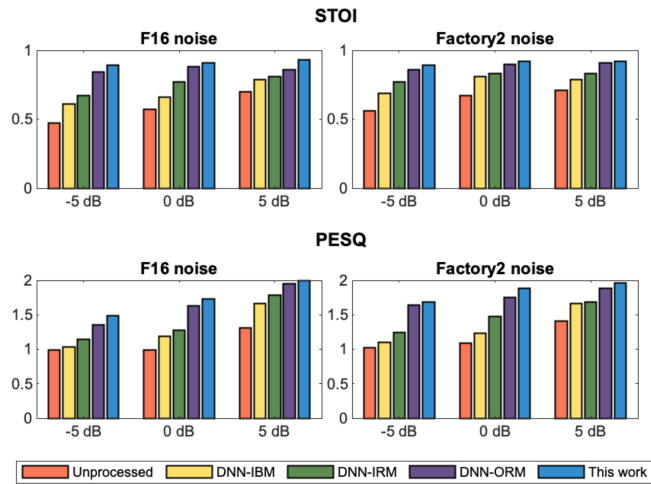 STOI
F16 noise
Factory2 noise
1
0.5
0
-5 dB
0 dB
5 dB
1
0.5
0
-5 dB
0 dB
5 dB
PESQ
F16 noise
Factory2 noise
2
1.5
1
0.5
0
-5 dB
0 dB
5 dB
2
1.5
1
0.5
0
-5 dB
0 dB
5 dB
Unprocessed DNN-IBM DNN-IRM DNN-ORM This work